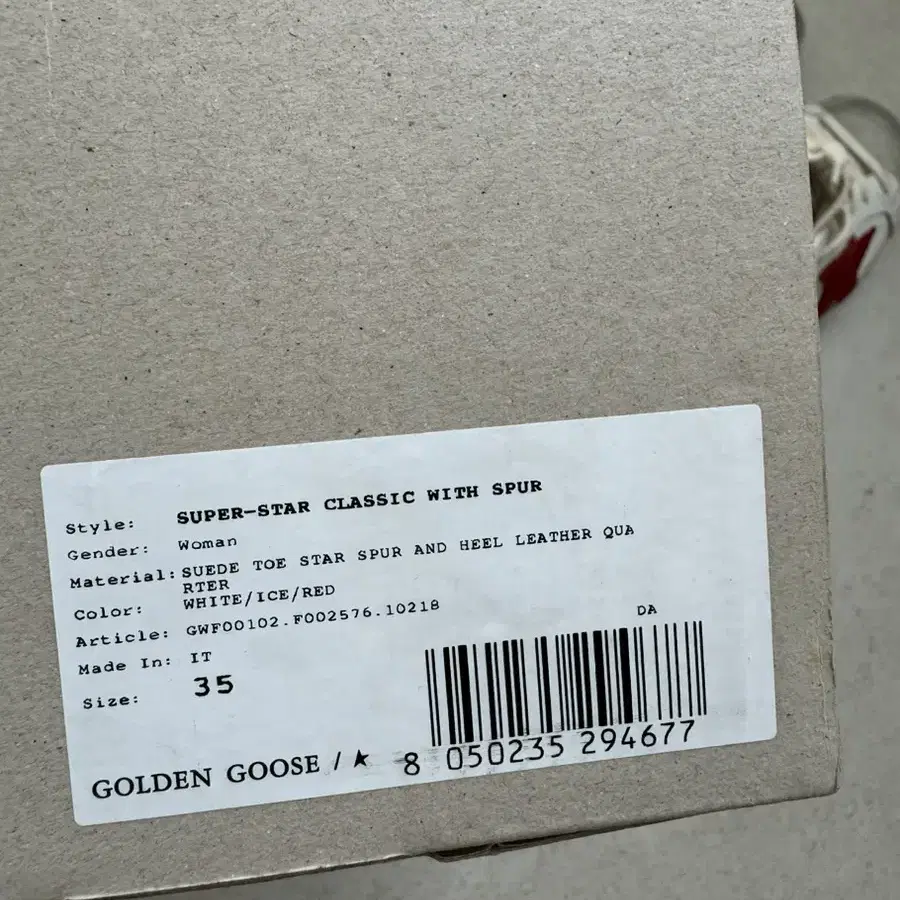 Style: SUPER-STAR CLASSIC WITH SPUR
Gender: Woman
Material: SUEDE TOE STAR SPUR AND HEEL LEATHER QUA
RTER
Color: WHITE/ICE/RED
Article: GWF00102.F002576.10218
DA
Made In: IT
Size: 35
GOLDEN GOOSE / ★
8 050235 294677